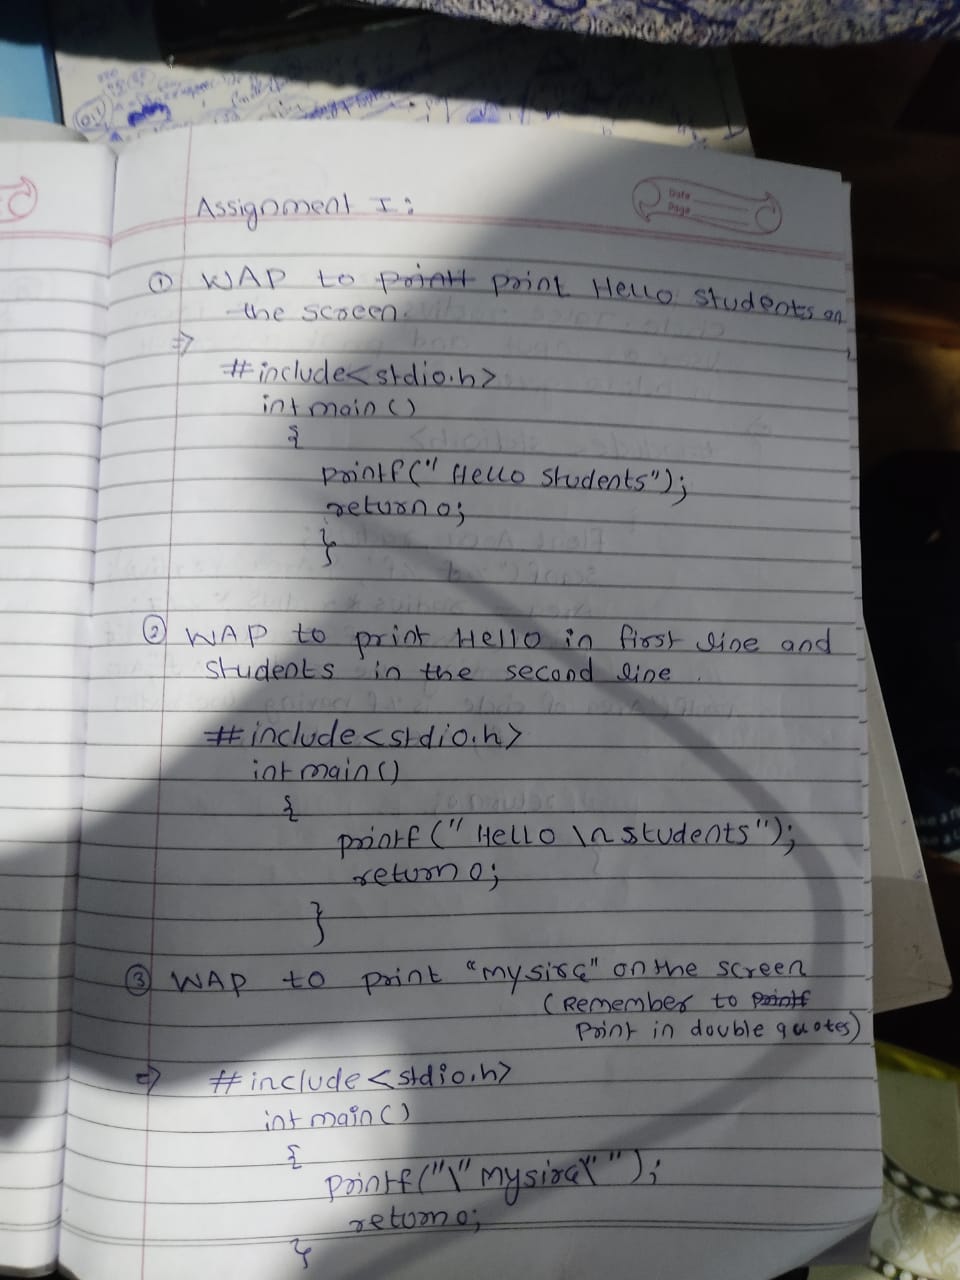 Assignment I:
Date
Page
① WAP to printf print Hello students on
the screen.
⇒
#include<stdio.h>
int main ()
{
printf(" Hello Students");
return 0;
}
② WAP to print Hello in first line and
students in the second line.
#include<stdio.h>
int main()
{
printf (" Hello \n students");
return 0;
}
③ WAP to print "mysirG" on the screen
(Remember to printf
Print in double quotes)
⇒ #include<stdio.h>
int main()
{
printf("\" mysirG\" ");
return 0;
}